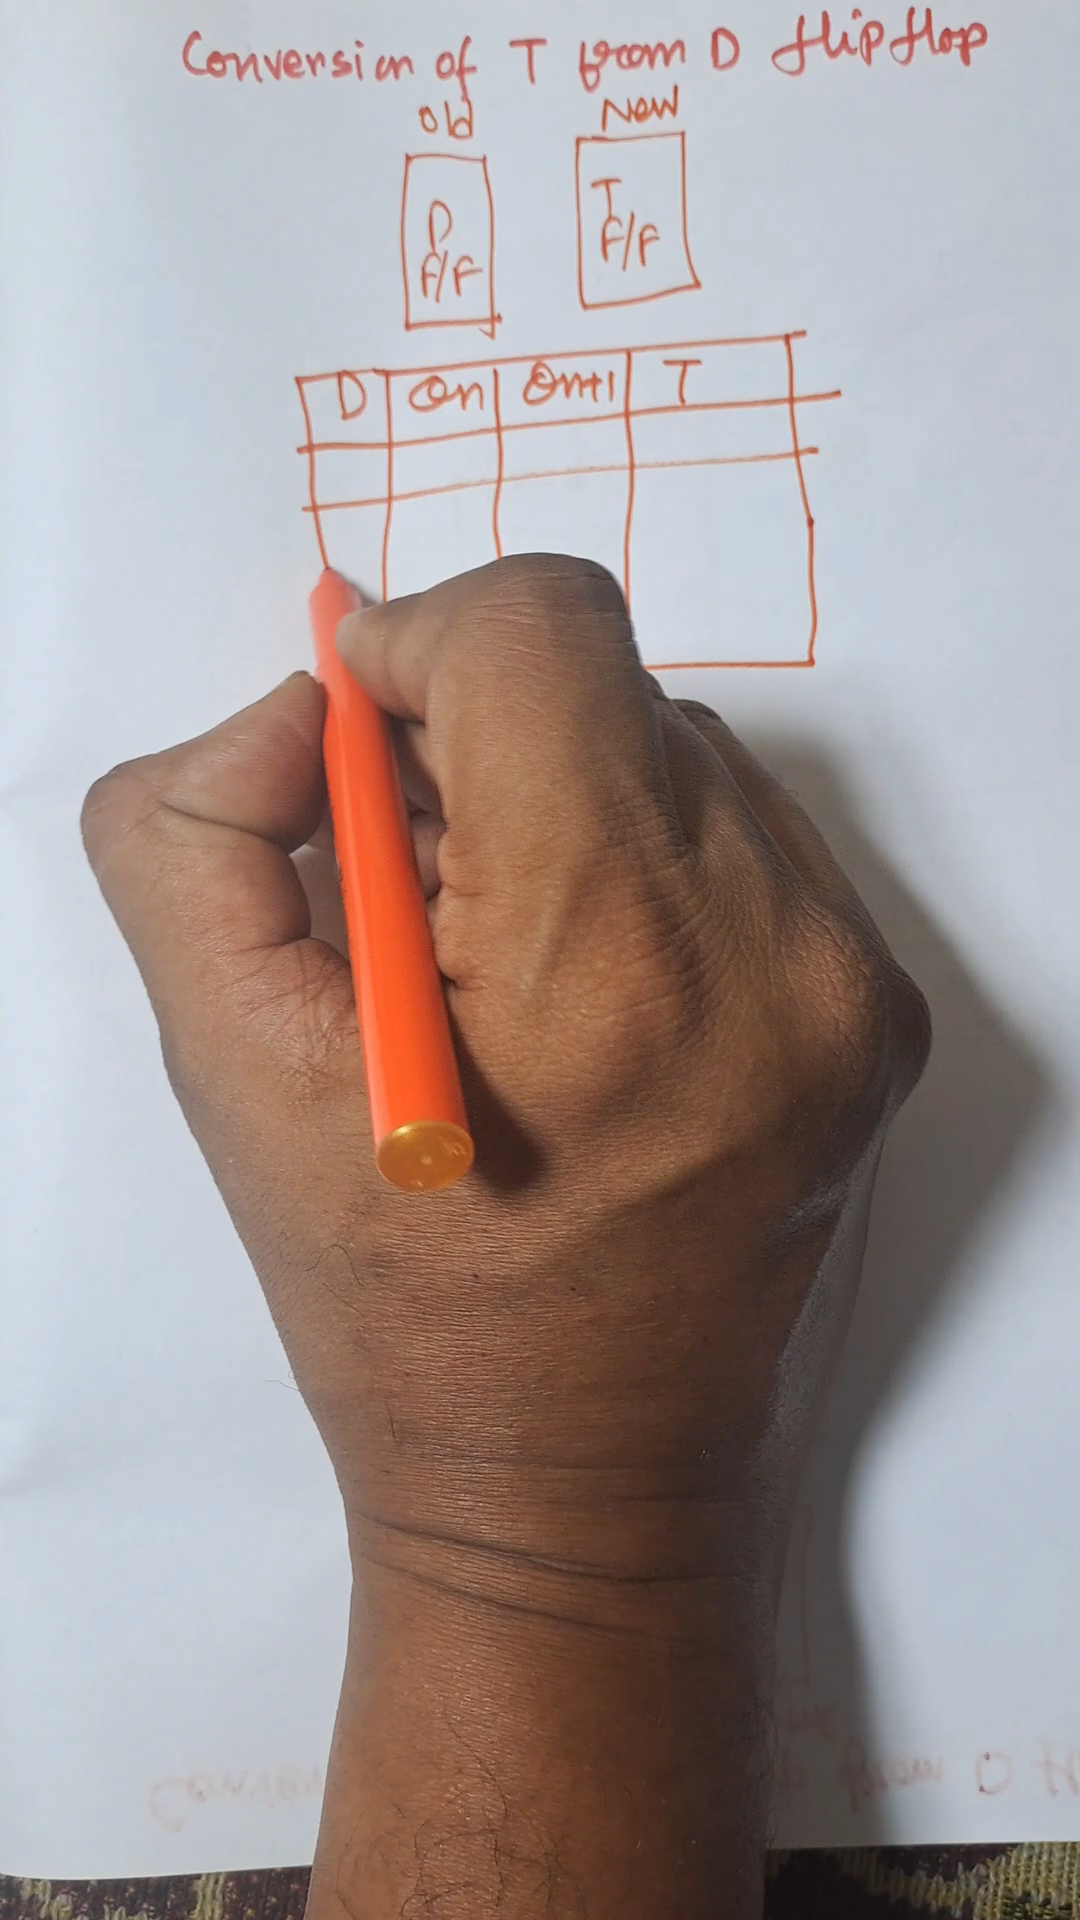 Conversion of T from D flip flop
Old New
D
F/F
T
F/F
D Qn Qn+1 T